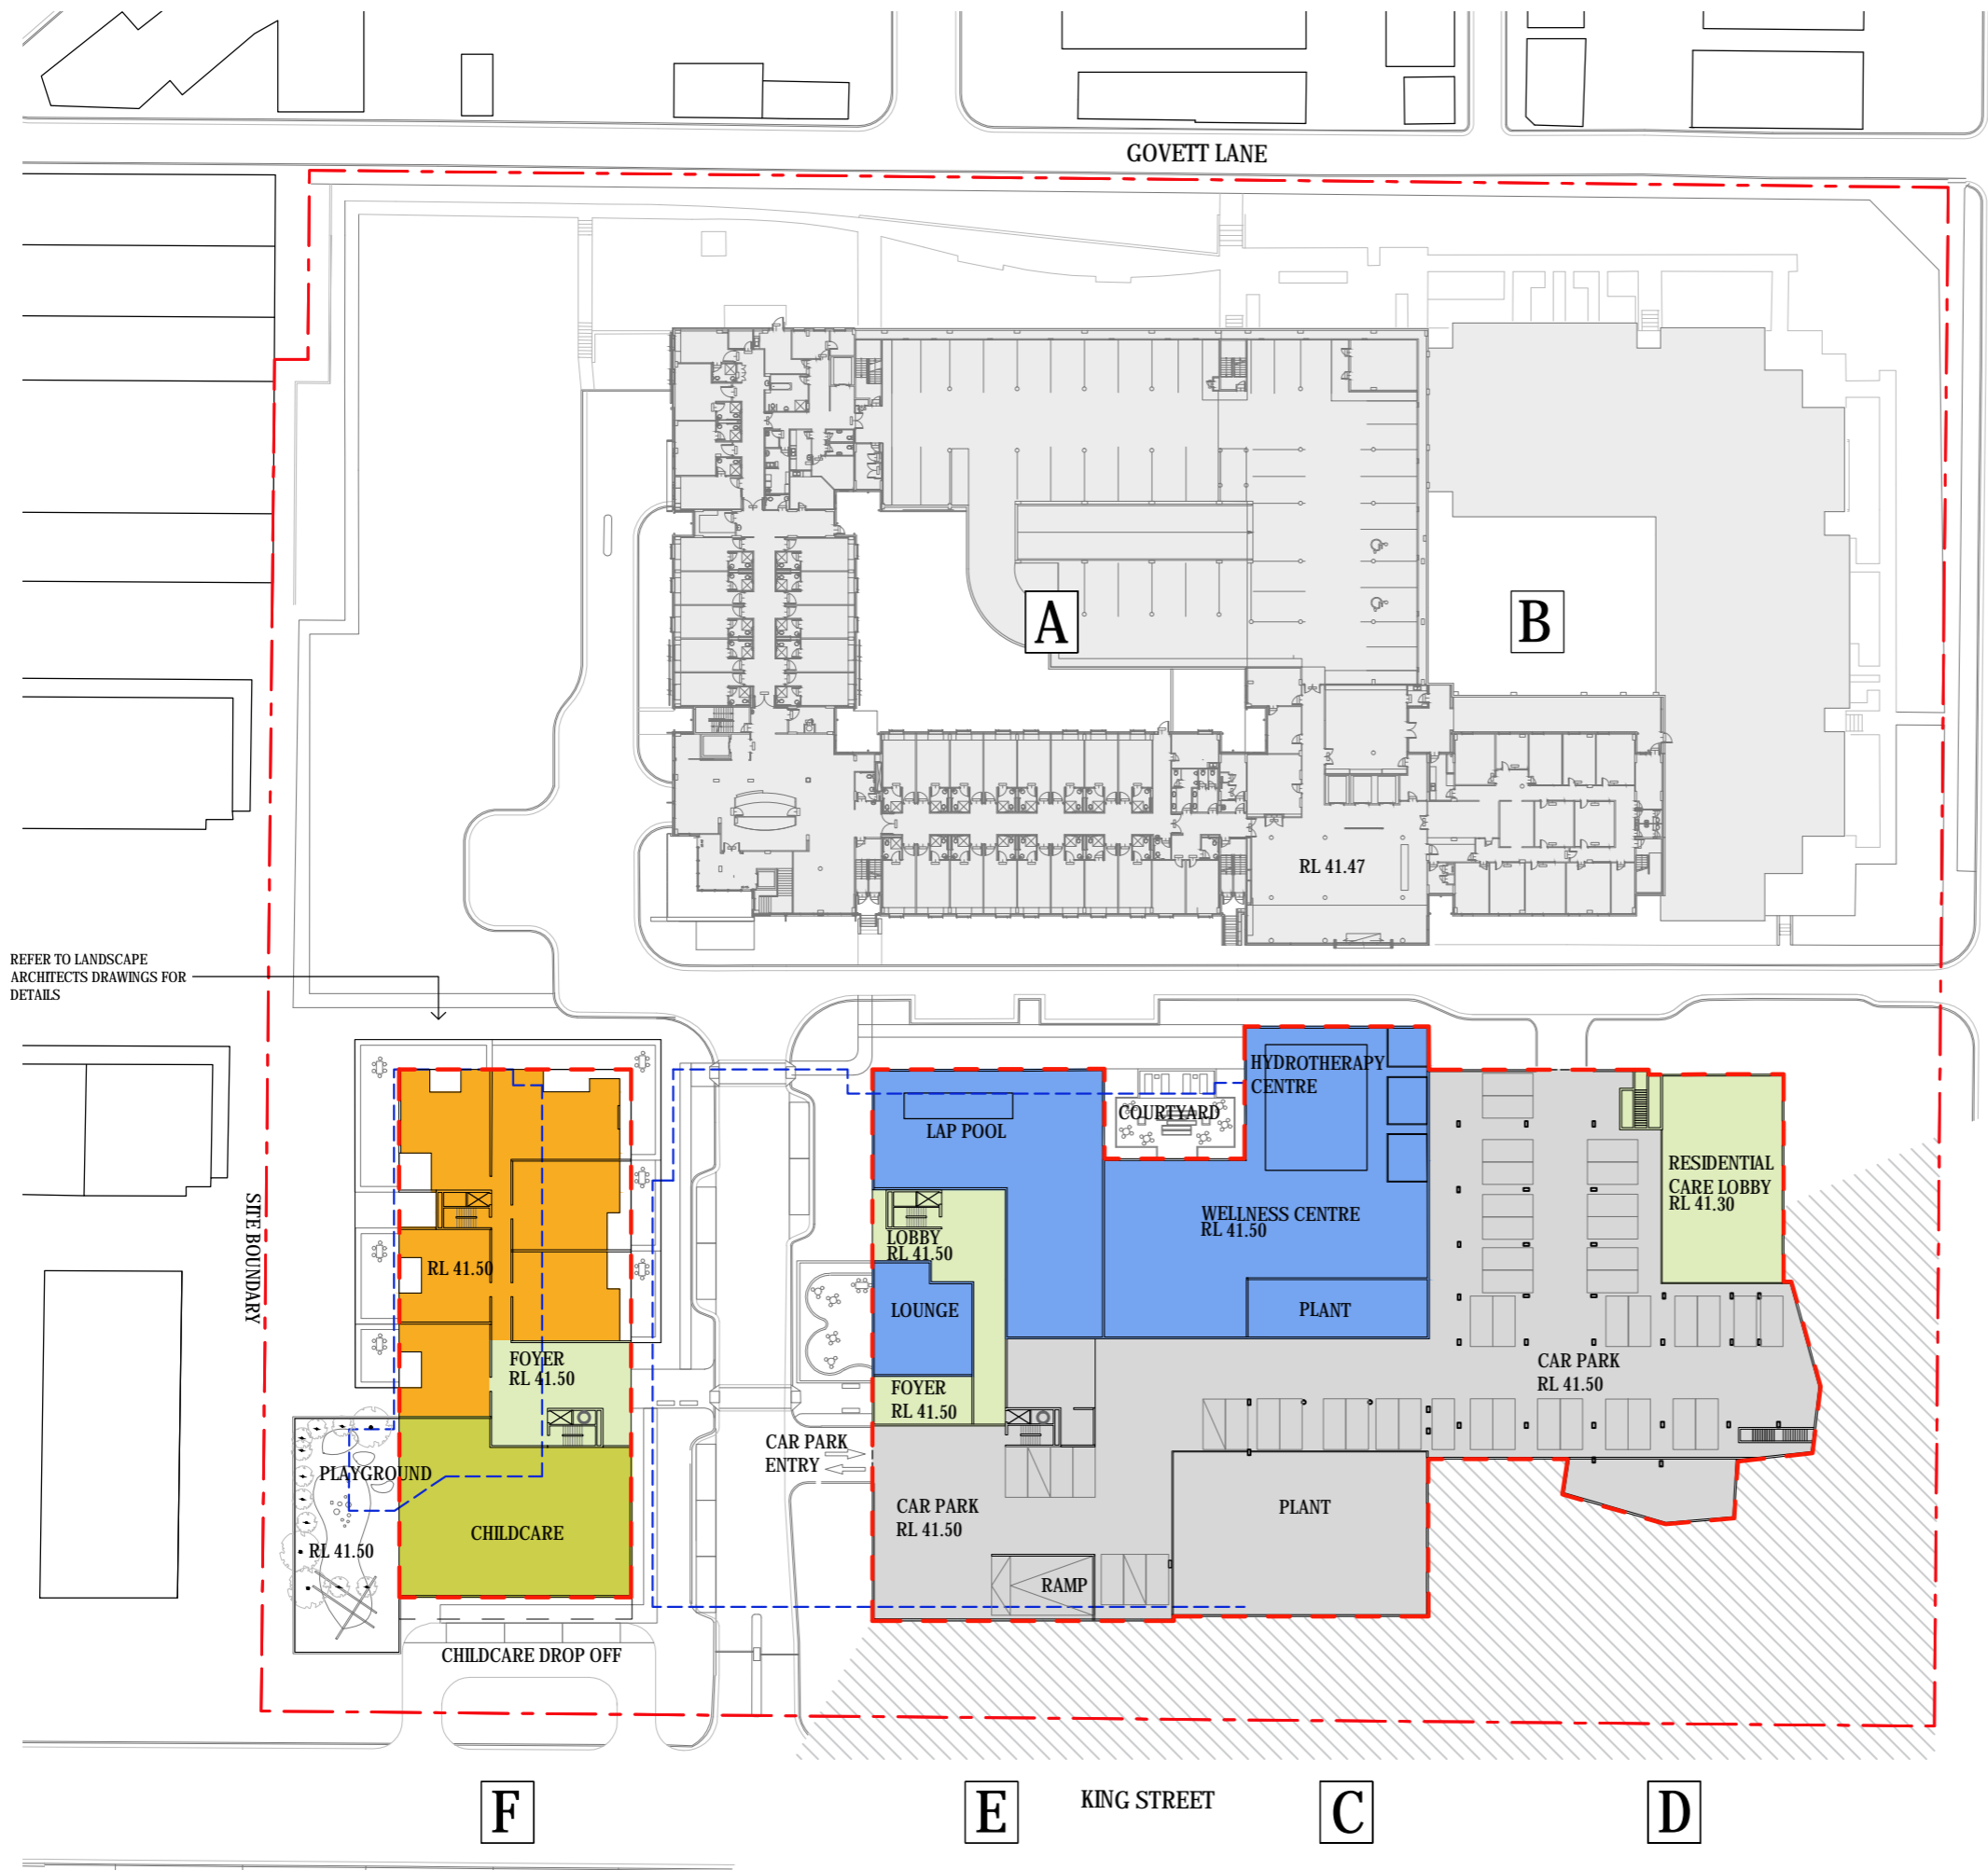 GOVETT LANE
A
B
RL 41.47
REFER TO LANDSCAPE
ARCHITECTS DRAWINGS FOR
DETAILS
SITE BOUNDARY
HYDROTHERAPY
CENTRE
COURTYARD
LAP POOL
RESIDENTIAL
CARE LOBBY
RL 41.30
WELLNESS CENTRE
RL 41.50
LOBBY
RL 41.50
RL 41.50
LOUNGE
PLANT
FOYER
RL 41.50
CAR PARK
RL 41.50
FOYER
RL 41.50
CAR PARK
ENTRY
PLAYGROUND
CAR PARK
RL 41.50
PLANT
CHILDCARE
RL 41.50
RAMP
CHILDCARE DROP OFF
F
E
KING STREET
C
D